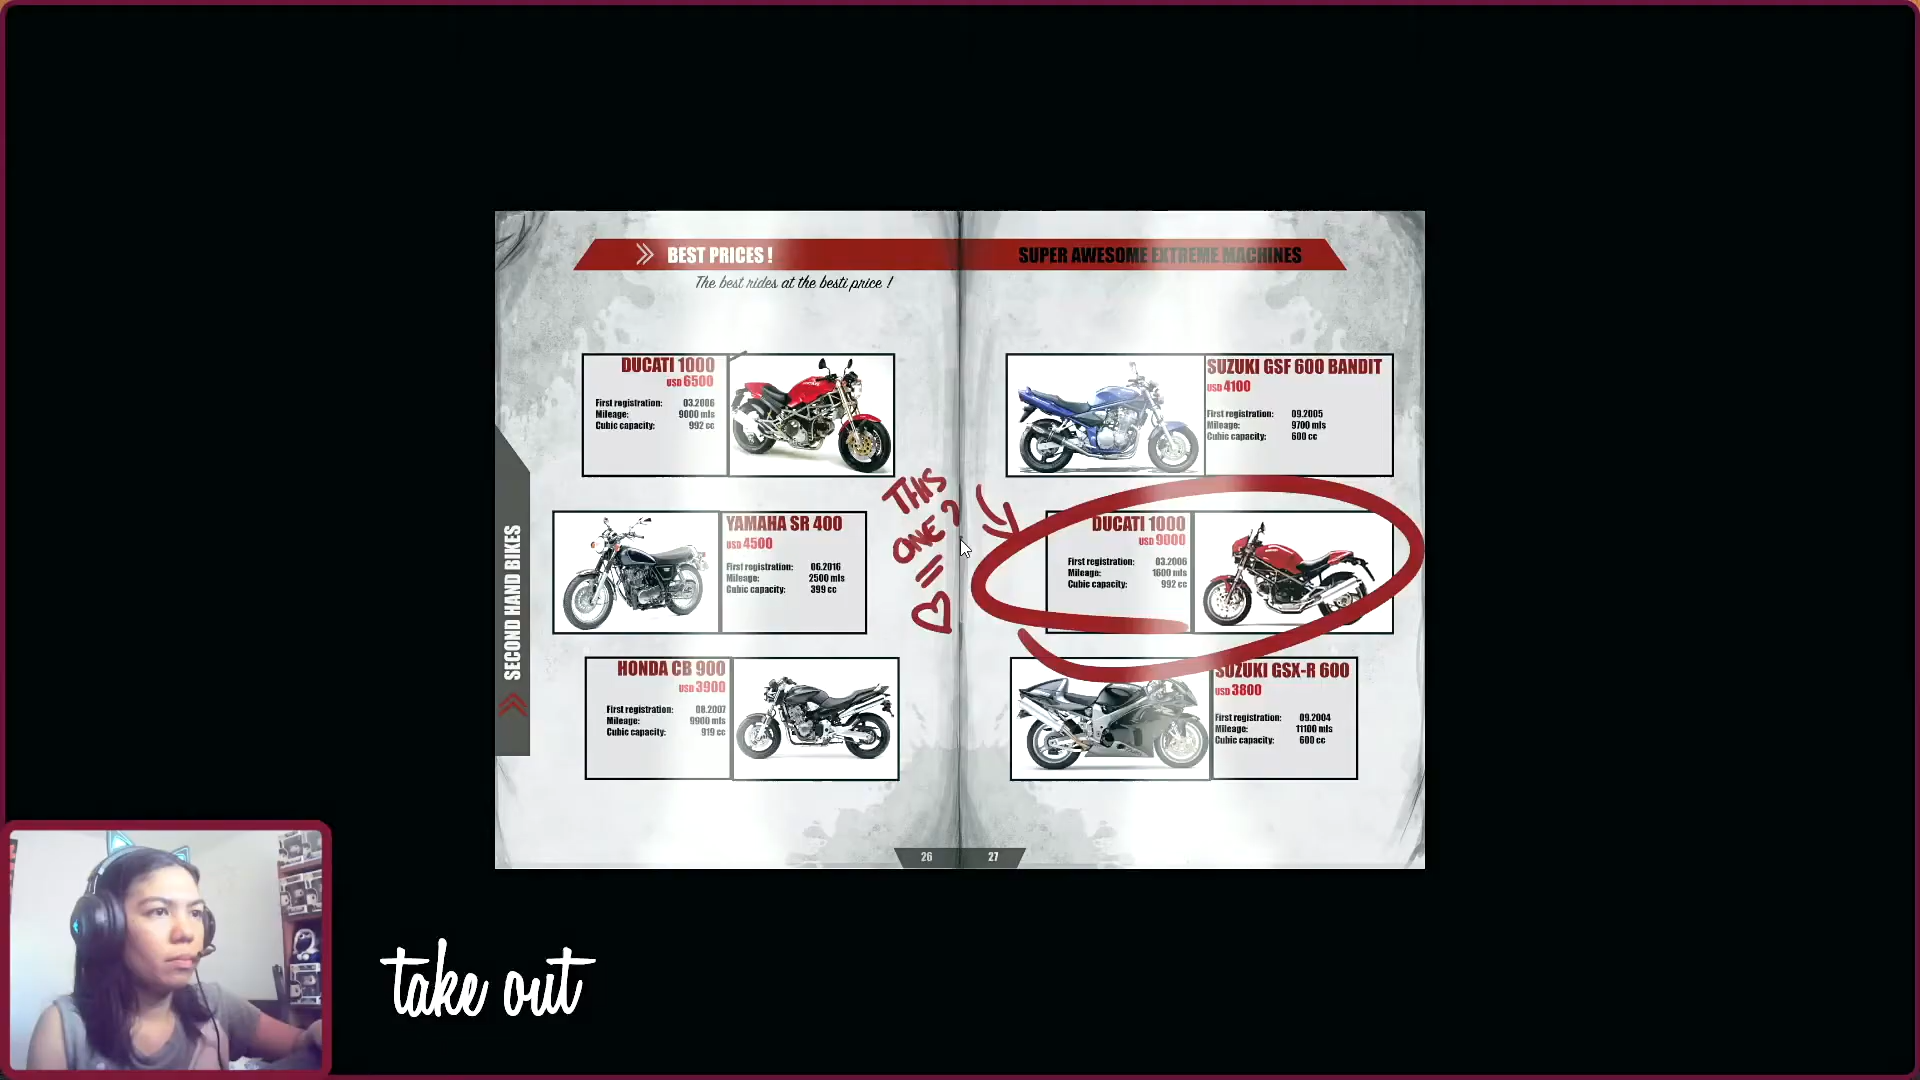 BEST PRICES !
The best rides at the besti price !
DUCATI 1000
USD 6500
First registration: 03.2006
Mileage: 9000 mls
Cubic capacity: 992 cc
YAMAHA SR 400
USD 4500
First registration: 06.2016
Mileage: 2500 mls
Cubic capacity: 399 cc
HONDA CB 900
USD 3900
First registration: 08.2007
Mileage: 9900 mls
Cubic capacity: 919 cc
SECOND HAND BIKES
26
THIS
ONE?
=
SUPER AWESOME EXTREME MACHINES
SUZUKI GSF 600 BANDIT
USD 4100
First registration: 09.2005
Mileage: 9700 mls
Cubic capacity: 600 cc
DUCATI 1000
USD 9000
First registration: 03.2006
Mileage: 1600 mls
Cubic capacity: 992 cc
SUZUKI GSX-R 600
USD 3800
First registration: 09.2004
Mileage: 11100 mls
Cubic capacity: 600 cc
27
take out